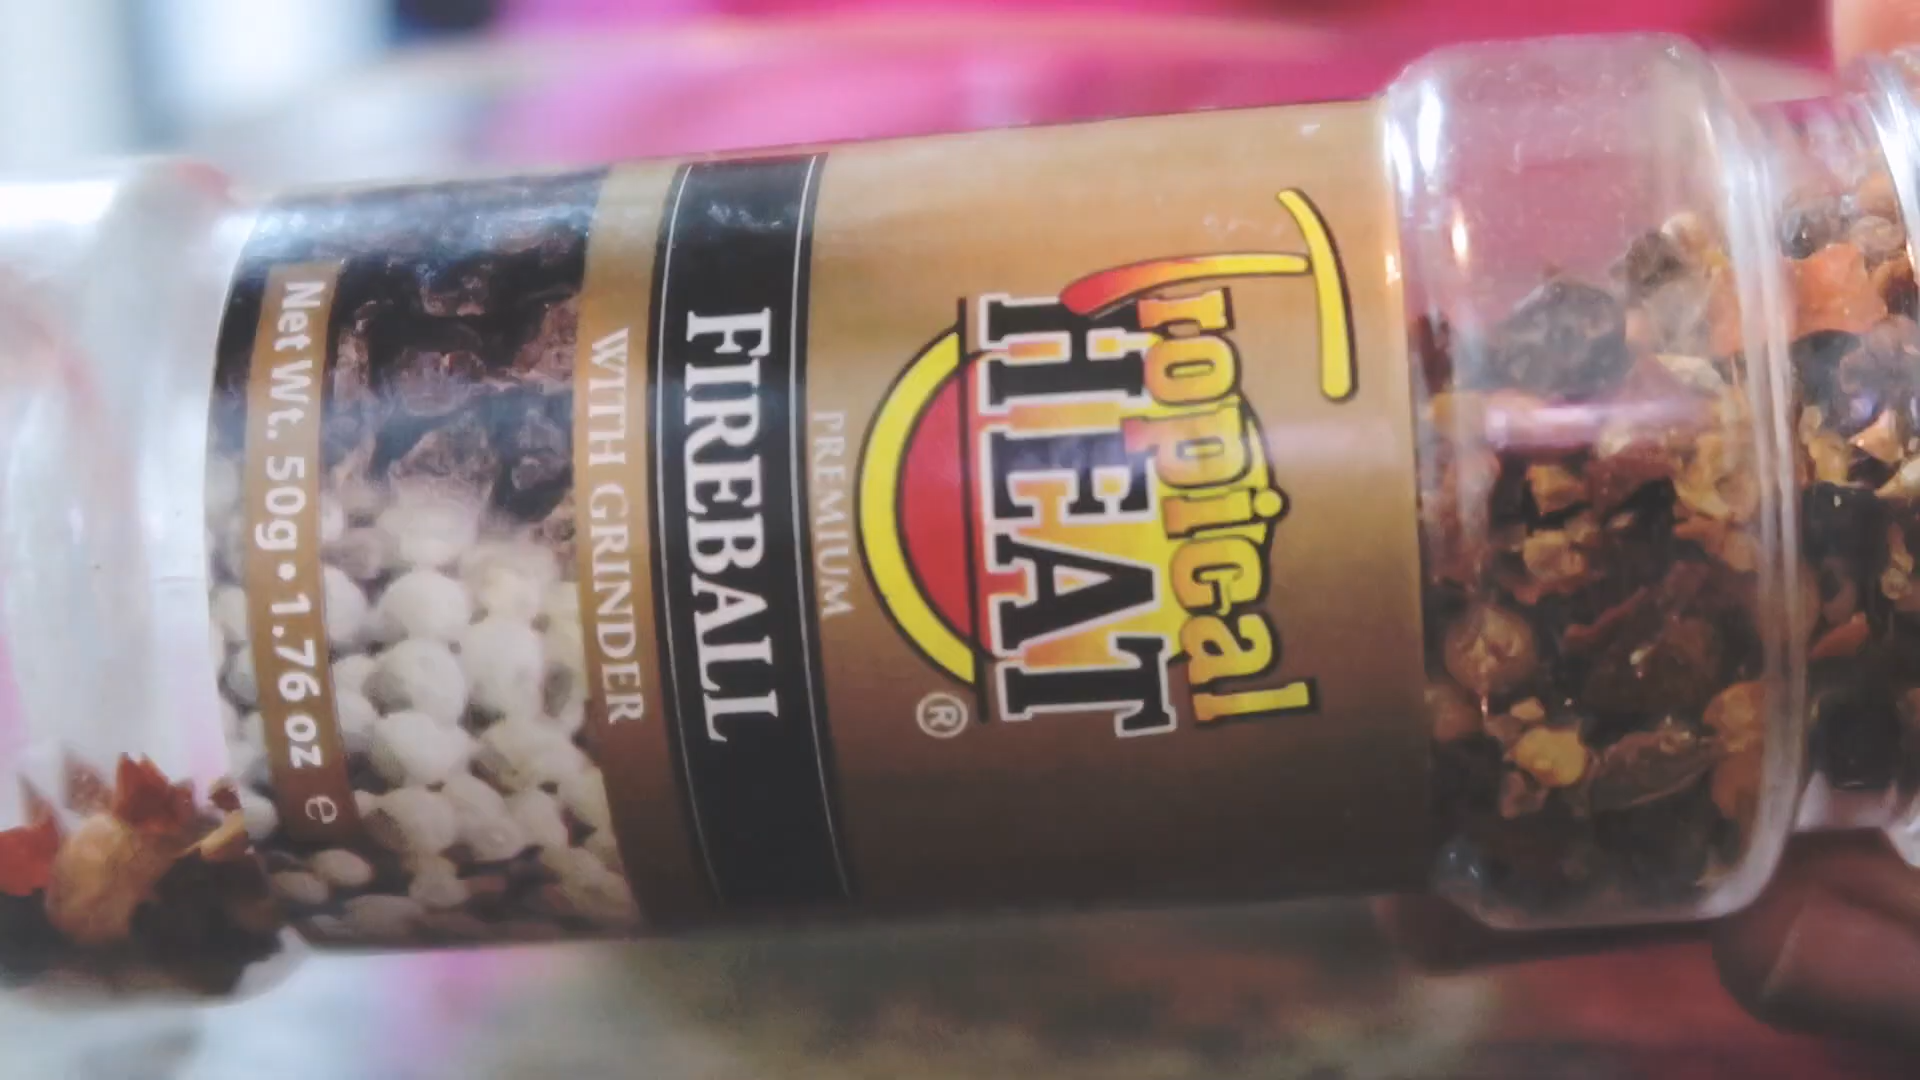 Tropical
HEAT
®
PREMIUM
FIREBALL
WITH GRINDER
Net Wt. 50g • 1.76 oz e